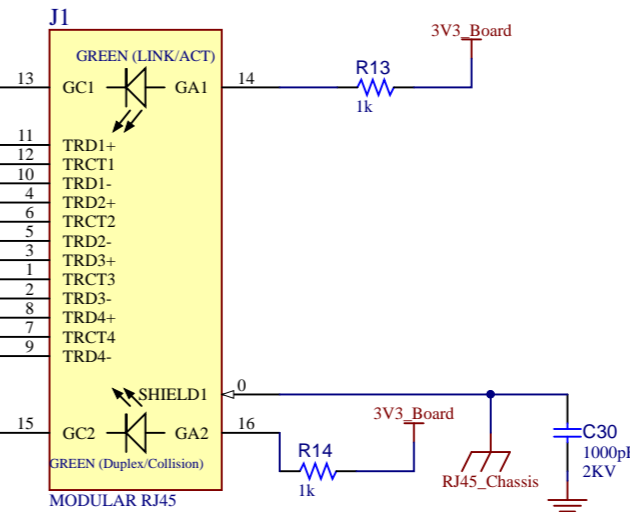 J1
GREEN (LINK/ACT)
3V3_Board
13 GC1 GA1 14
R13
1k
11 TRD1+
12 TRCT1
10 TRD1-
4 TRD2+
6 TRCT2
5 TRD2-
3 TRD3+
1 TRCT3
2 TRD3-
8 TRD4+
7 TRCT4
9 TRD4-
SHIELD1 0
15 GC2 GA2 16
3V3_Board
R14
1k
C30
1000pF
2KV
RJ45_Chassis
GREEN (Duplex/Collision)
MODULAR RJ45